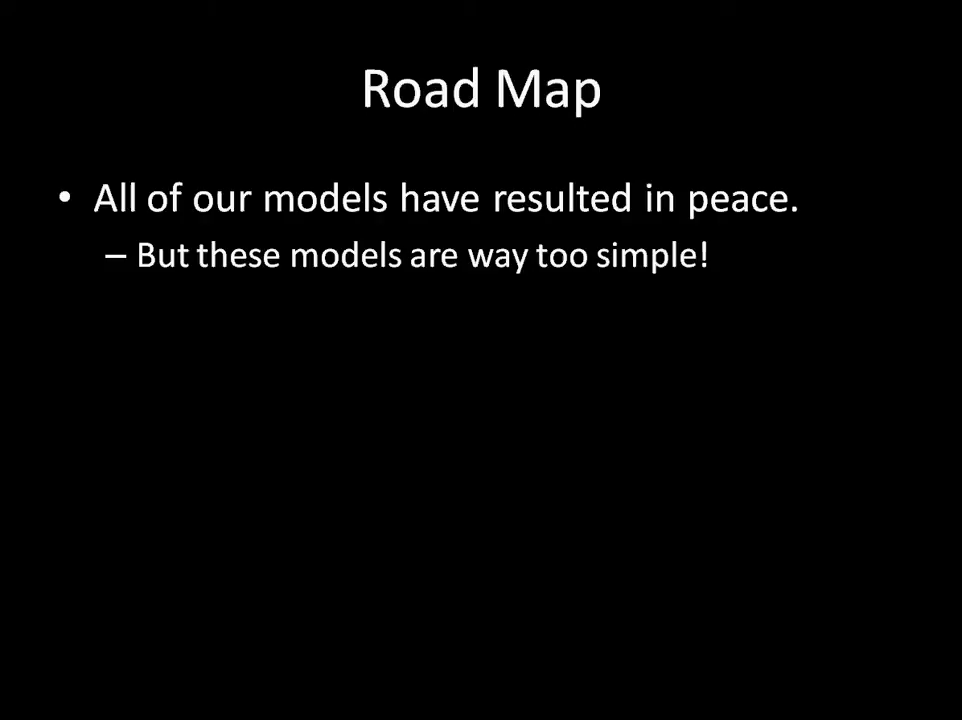 Road Map
• All of our models have resulted in peace.
– But these models are way too simple!